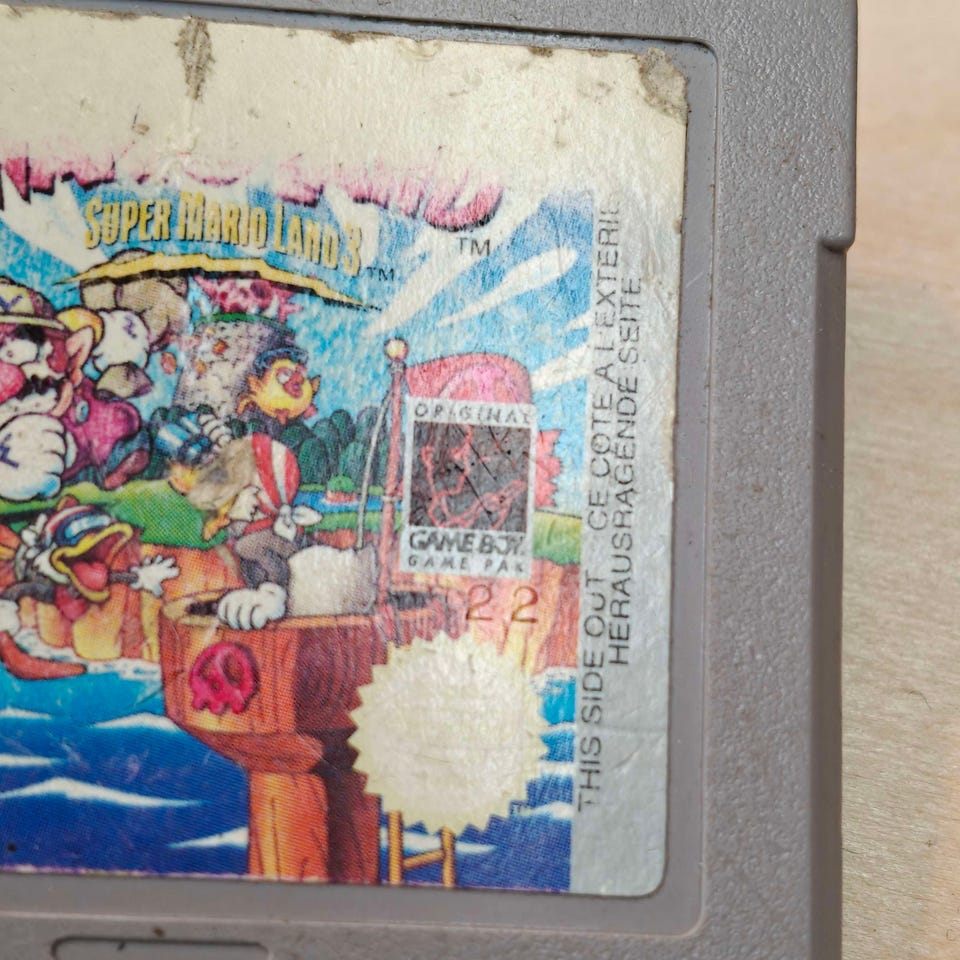 SUPER MARIO LAND 3 ™
™
ORIGINAL
GAME BOY
GAME PAK
22
THIS SIDE OUT CE COTE A L'EXTERI
HERAUSRAGENDE SEITE